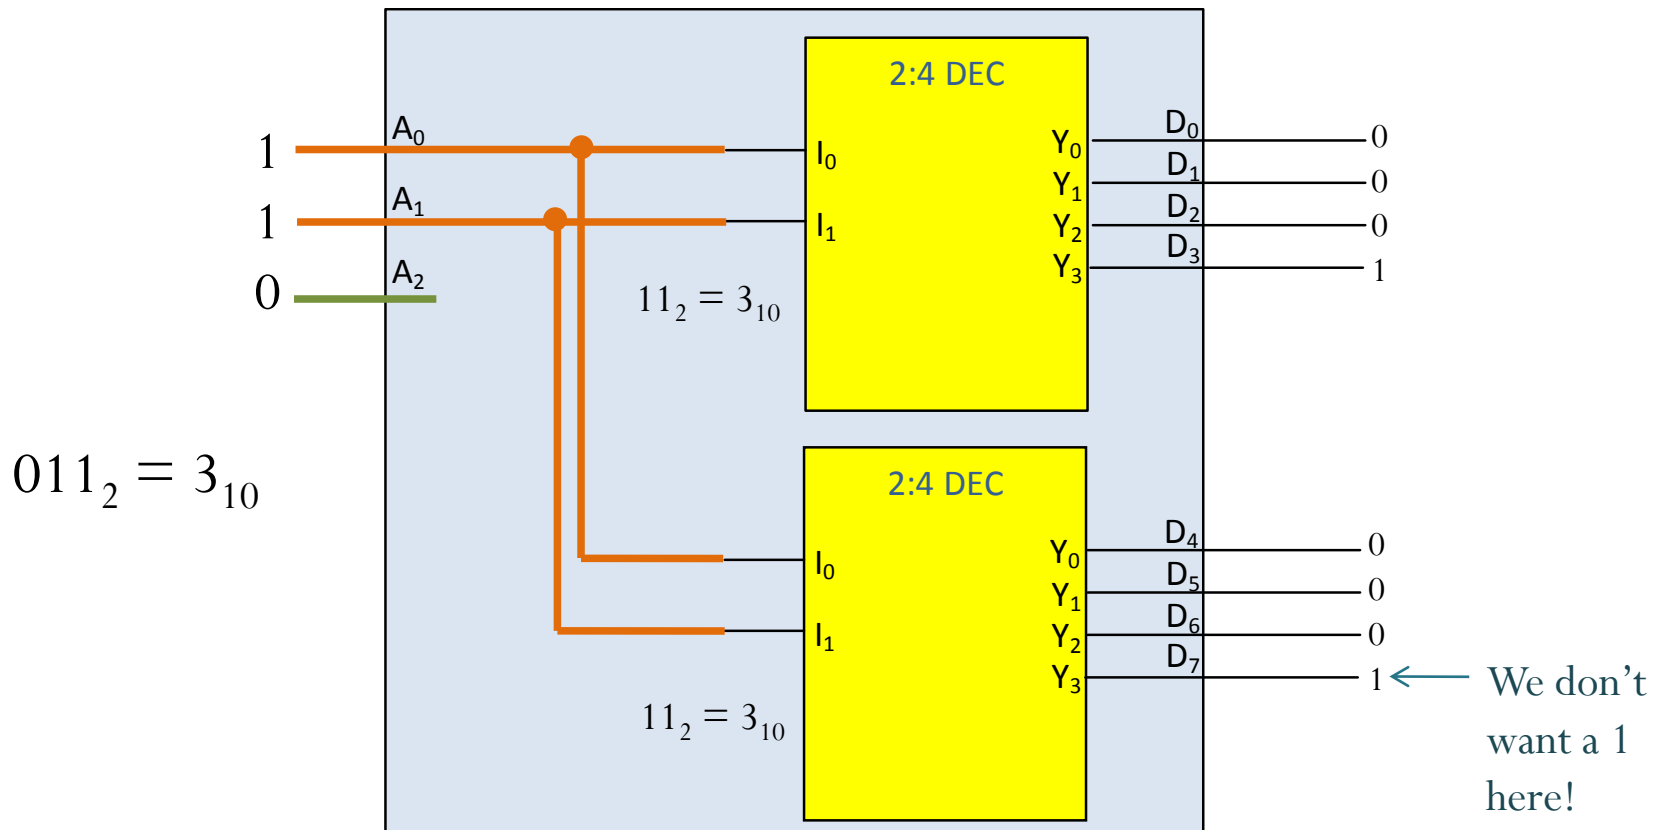 2:4 DEC
1
A₀
I₀
Y₀
D₀
0
Y₁
D₁
0
1
A₁
I₁
Y₂
D₂
0
Y₃
D₃
1
0
A₂
11₂ = 3₁₀
011₂ = 3₁₀
2:4 DEC
I₀
Y₀
D₄
0
Y₁
D₅
0
I₁
Y₂
D₆
0
Y₃
D₇
1
11₂ = 3₁₀
We don’t
want a 1
here!